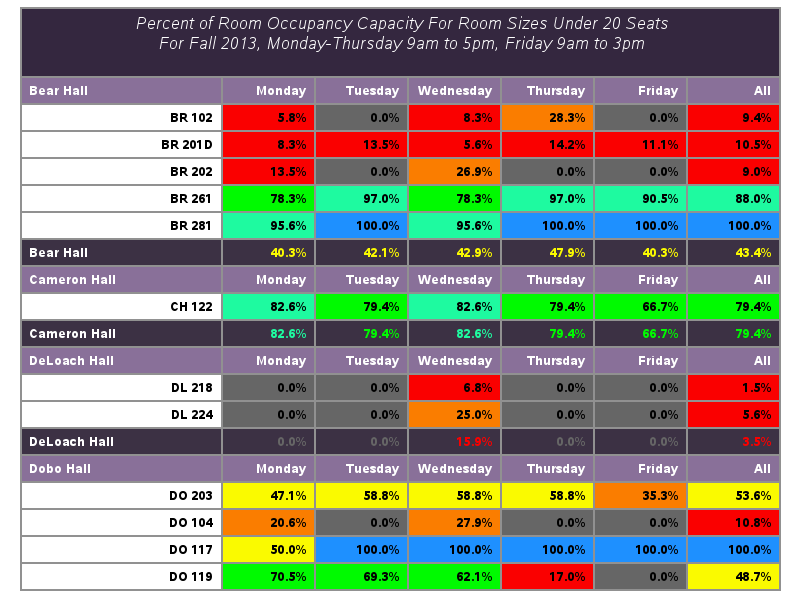 Percent of Room Occupancy Capacity For Room Sizes Under 20 Seats
For Fall 2013, Monday-Thursday 9am to 5pm, Friday 9am to 3pm
Bear Hall Monday Tuesday Wednesday Thursday Friday All
BR 102 5.8% 0.0% 8.3% 28.3% 0.0% 9.4%
BR 201D 8.3% 13.5% 5.6% 14.2% 11.1% 10.5%
BR 202 13.5% 0.0% 26.9% 0.0% 0.0% 9.0%
BR 261 78.3% 97.0% 78.3% 97.0% 90.5% 88.0%
BR 281 95.6% 100.0% 95.6% 100.0% 100.0% 100.0%
Bear Hall 40.3% 42.1% 42.9% 47.9% 40.3% 43.4%
Cameron Hall Monday Tuesday Wednesday Thursday Friday All
CH 122 82.6% 79.4% 82.6% 79.4% 66.7% 79.4%
Cameron Hall 82.6% 79.4% 82.6% 79.4% 66.7% 79.4%
DeLoach Hall Monday Tuesday Wednesday Thursday Friday All
DL 218 0.0% 0.0% 6.8% 0.0% 0.0% 1.5%
DL 224 0.0% 0.0% 25.0% 0.0% 0.0% 5.6%
DeLoach Hall 0.0% 0.0% 15.9% 0.0% 0.0% 3.5%
Dobo Hall Monday Tuesday Wednesday Thursday Friday All
DO 203 47.1% 58.8% 58.8% 58.8% 35.3% 53.6%
DO 104 20.6% 0.0% 27.9% 0.0% 0.0% 10.8%
DO 117 50.0% 100.0% 100.0% 100.0% 100.0% 100.0%
DO 119 70.5% 69.3% 62.1% 17.0% 0.0% 48.7%